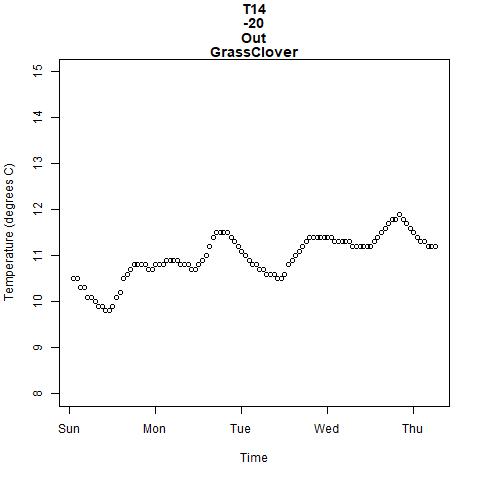 T14
-20
Out
GrassClover
Temperature (degrees C)
15
14
13
12
11
10
9
8
Sun Mon Tue Wed Thu
Time